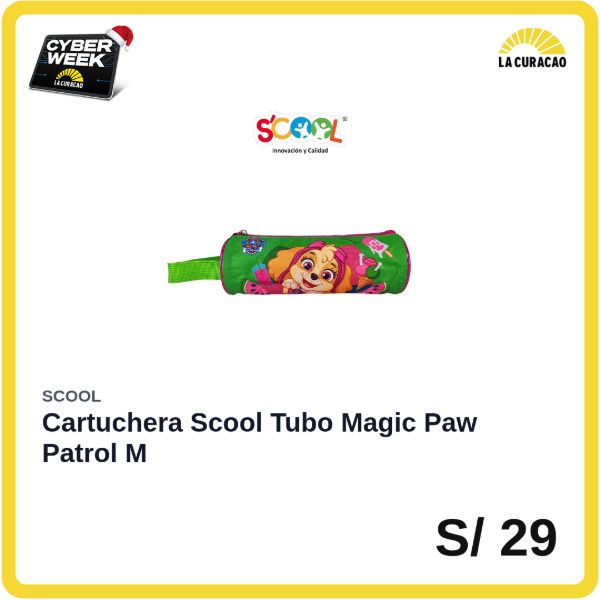 CYBER
WEEK
LA CURACAO
LA CURACAO
S'COOL®
Innovación y Calidad
SCOOL
Cartuchera Scool Tubo Magic Paw
Patrol M
S/ 29